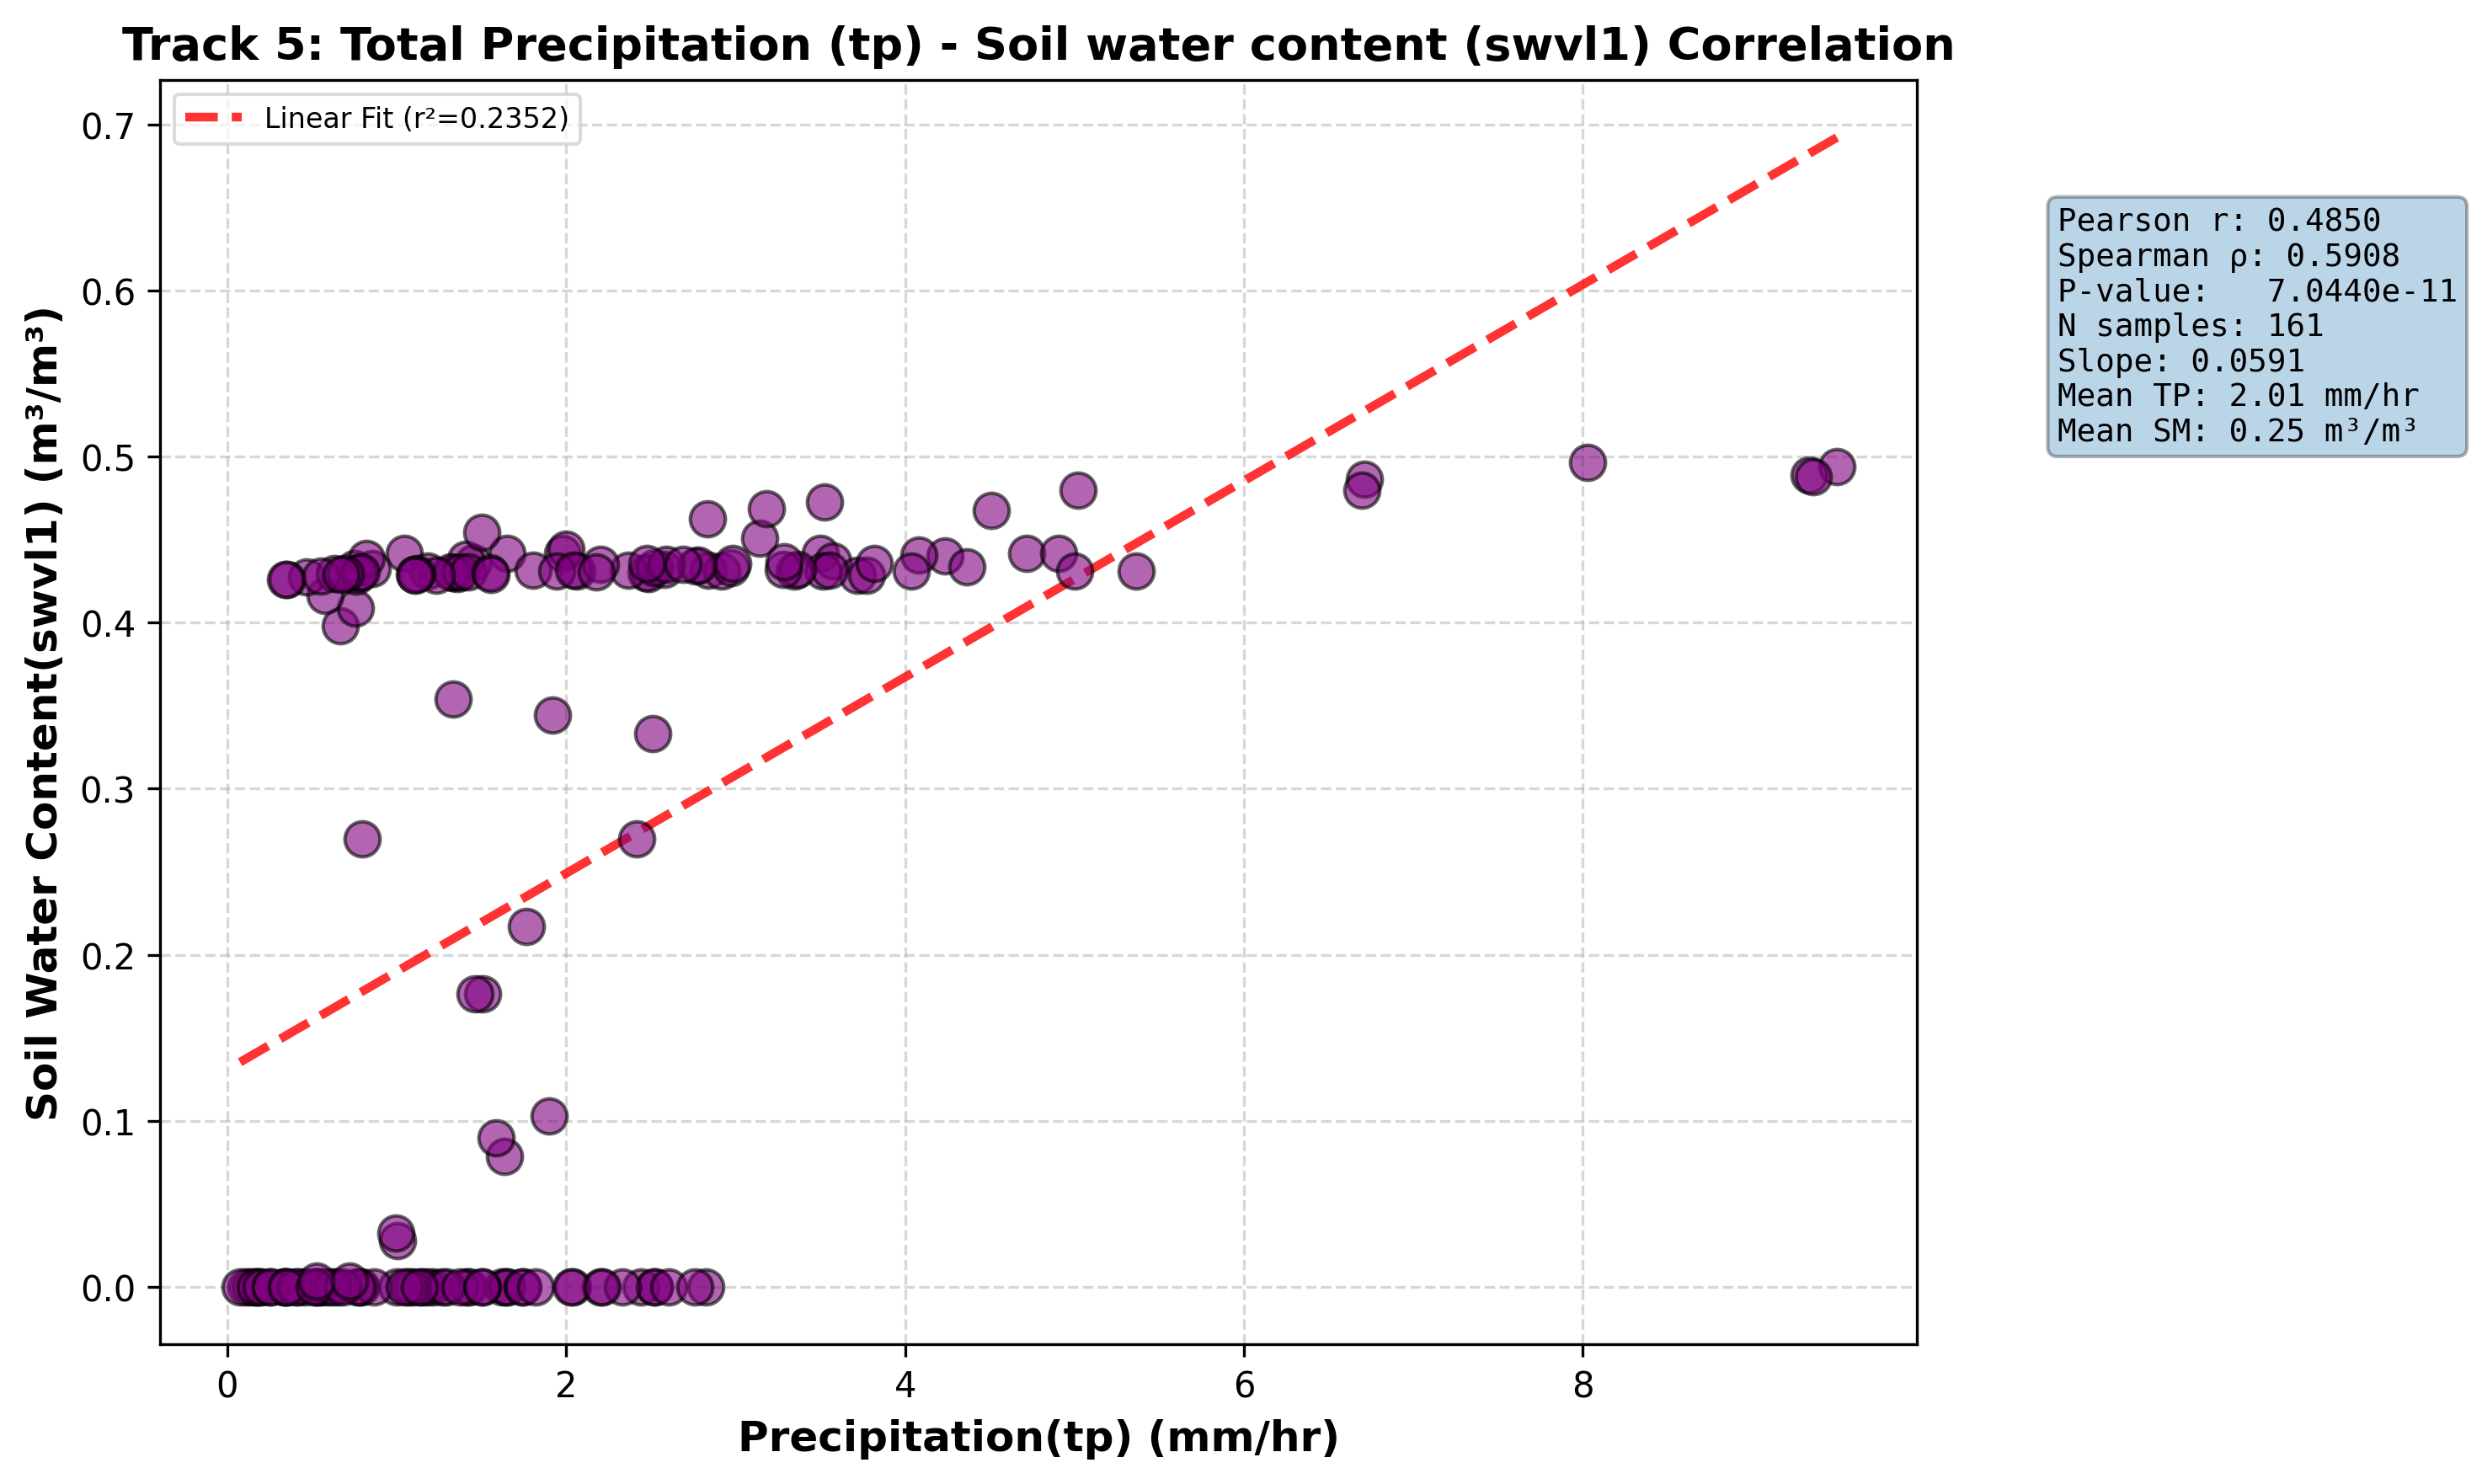 Track 5: Total Precipitation (tp) - Soil water content (swvl1) Correlation
Linear Fit (r²=0.2352)
Pearson r: 0.4850
Spearman ρ: 0.5908
P-value:   7.0440e-11
N samples: 161
Slope: 0.0591
Mean TP: 2.01 mm/hr
Mean SM: 0.25 m³/m³
Soil Water Content(swvl1) (m³/m³)
0.7
0.6
0.5
0.4
0.3
0.2
0.1
0.0
0 2 4 6 8
Precipitation(tp) (mm/hr)